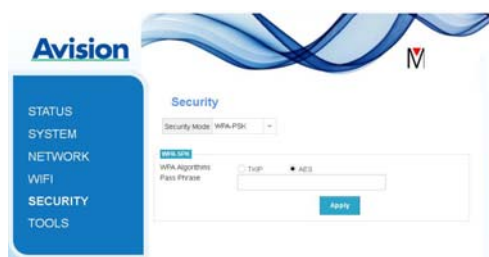 Avision
STATUS
SYSTEM
NETWORK
WIFI
SECURITY
TOOLS
Security
Security Mode: WPA-PSK
WPA-SPK
WPA Algorithms TKIP AES
Pass Phrase
Apply